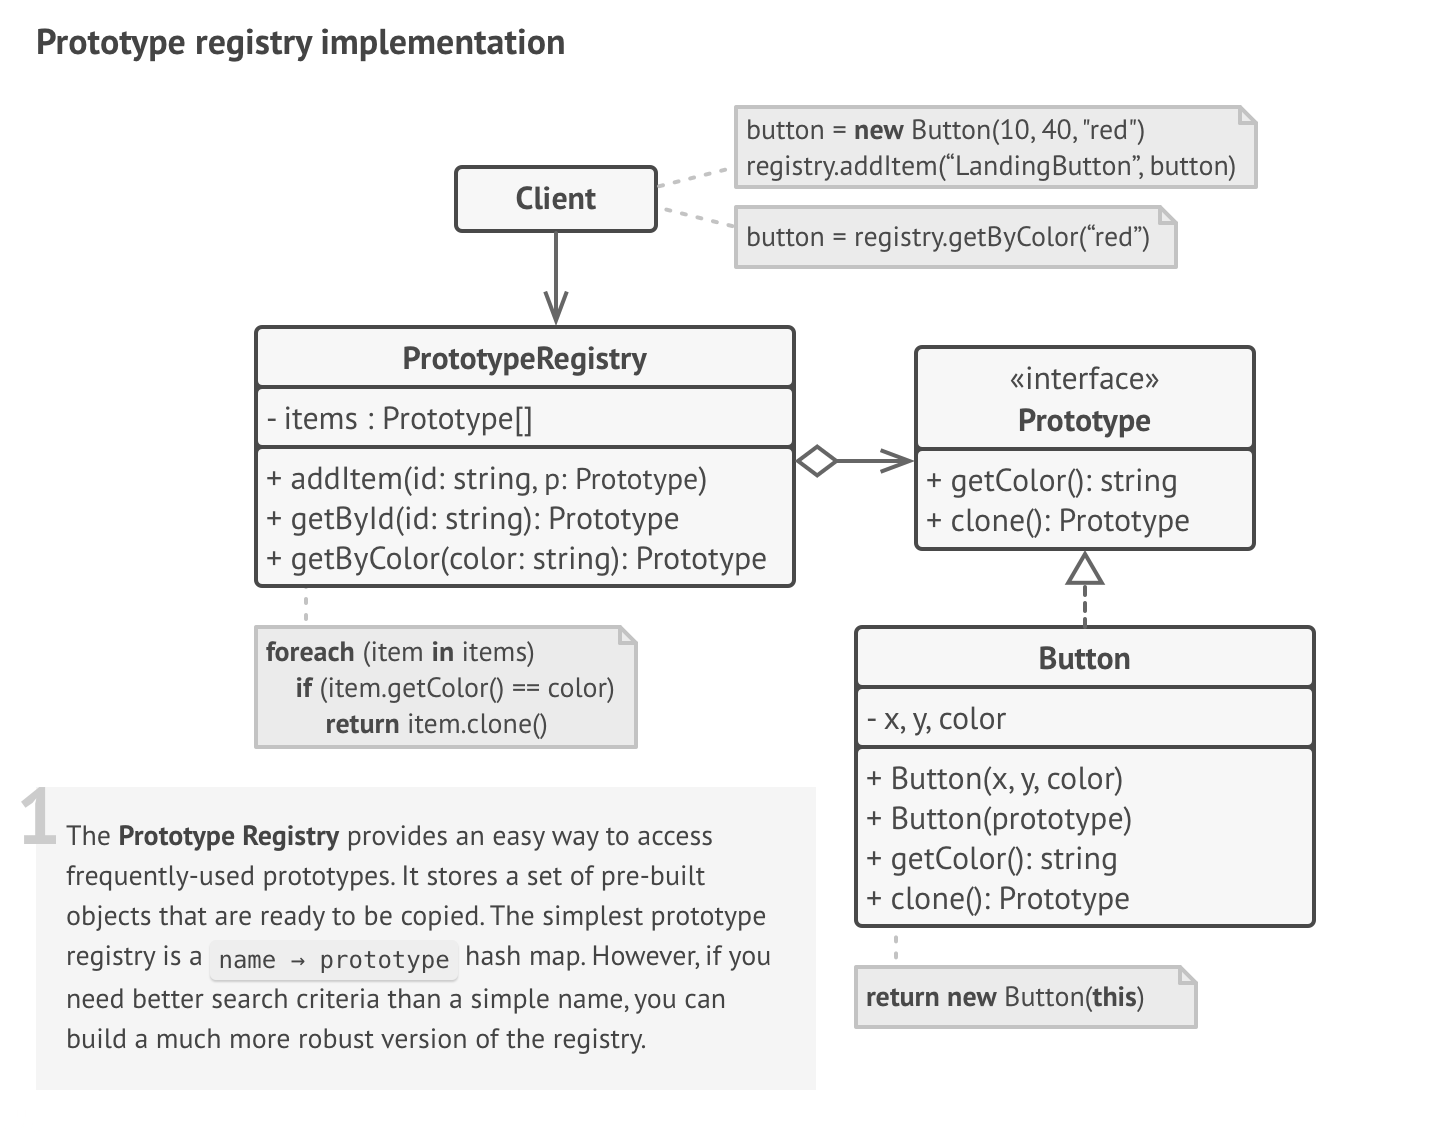 Prototype registry implementation
button = new Button(10, 40, "red")
registry.addItem(“LandingButton”, button)
Client
button = registry.getByColor(“red”)
PrototypeRegistry
- items : Prototype[]
+ addItem(id: string, p: Prototype)
+ getById(id: string): Prototype
+ getByColor(color: string): Prototype
«interface»
Prototype
+ getColor(): string
+ clone(): Prototype
foreach (item in items)
if (item.getColor() == color)
return item.clone()
Button
- x, y, color
+ Button(x, y, color)
+ Button(prototype)
+ getColor(): string
+ clone(): Prototype
return new Button(this)
1
The Prototype Registry provides an easy way to access
frequently-used prototypes. It stores a set of pre-built
objects that are ready to be copied. The simplest prototype
registry is a name → prototype hash map. However, if you
need better search criteria than a simple name, you can
build a much more robust version of the registry.